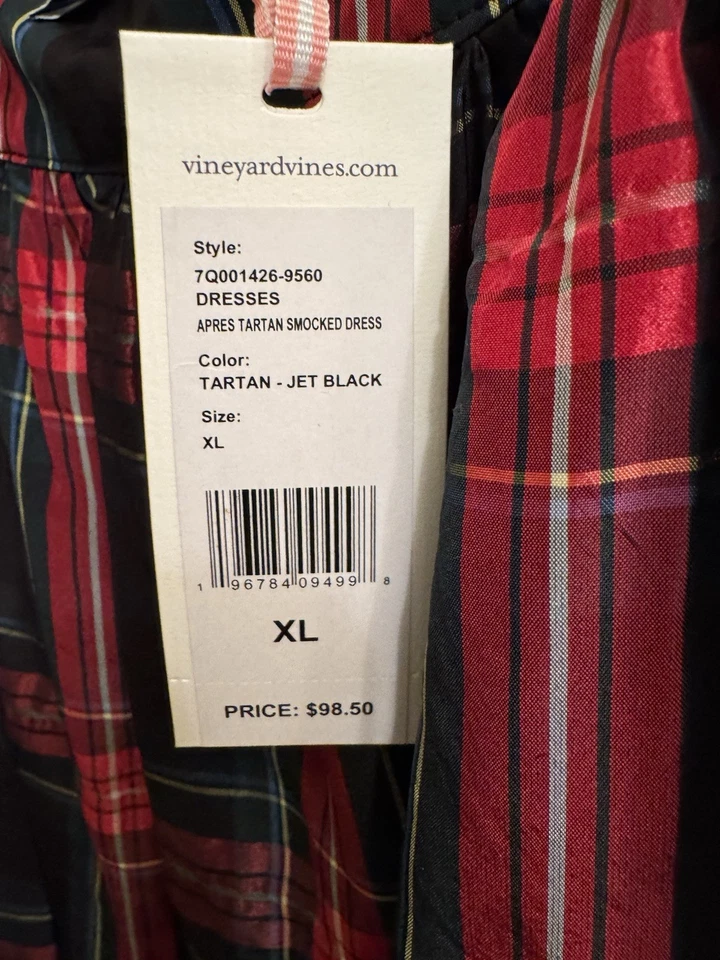 vineyardvines.com
Style:
7Q001426-9560
DRESSES
APRES TARTAN SMOCKED DRESS
Color:
TARTAN - JET BLACK
Size:
XL
1 96784 09499 8
XL
PRICE: $98.50